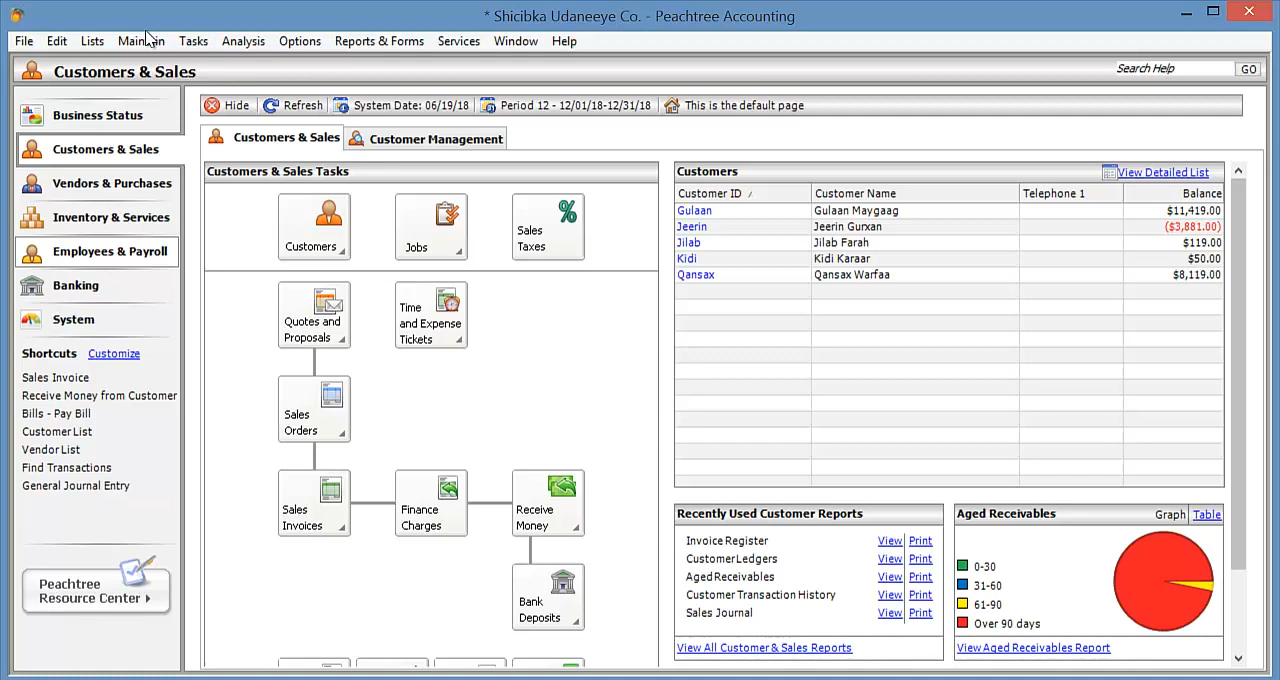 * Shicibka Udaneeye Co. - Peachtree Accounting
File Edit Lists Maintain Tasks Analysis Options Reports & Forms Services Window Help
Customers & Sales
Search Help GO
Business Status
Customers & Sales
Vendors & Purchases
Inventory & Services
Employees & Payroll
Banking
System
Shortcuts Customize
Sales Invoice
Receive Money from Customer
Bills - Pay Bill
Customer List
Vendor List
Find Transactions
General Journal Entry
Peachtree
Resource Center
Hide Refresh System Date: 06/19/18 Period 12 - 12/01/18-12/31/18 This is the default page
Customers & Sales Customer Management
Customers & Sales Tasks
Customers
Jobs
Sales
Taxes
Quotes and
Proposals
Time
and Expense
Tickets
Sales
Orders
Sales
Invoices
Finance
Charges
Receive
Money
Bank
Deposits
Customers View Detailed List
Customer ID / Customer Name Telephone 1 Balance
Gulaan Gulaan Maygaag $11,419.00
Jeerin Jeerin Gurxan ($3,881.00)
Jilab Jilab Farah $119.00
Kidi Kidi Karaar $50.00
Qansax Qansax Warfaa $8,119.00
Recently Used Customer Reports
Invoice Register View Print
CustomerLedgers View Print
AgedReceivables View Print
Customer Transaction History View Print
Sales Journal View Print
View All Customer & Sales Reports
Aged Receivables Graph Table
0-30
31-60
61-90
Over 90 days
View Aged Receivables Report